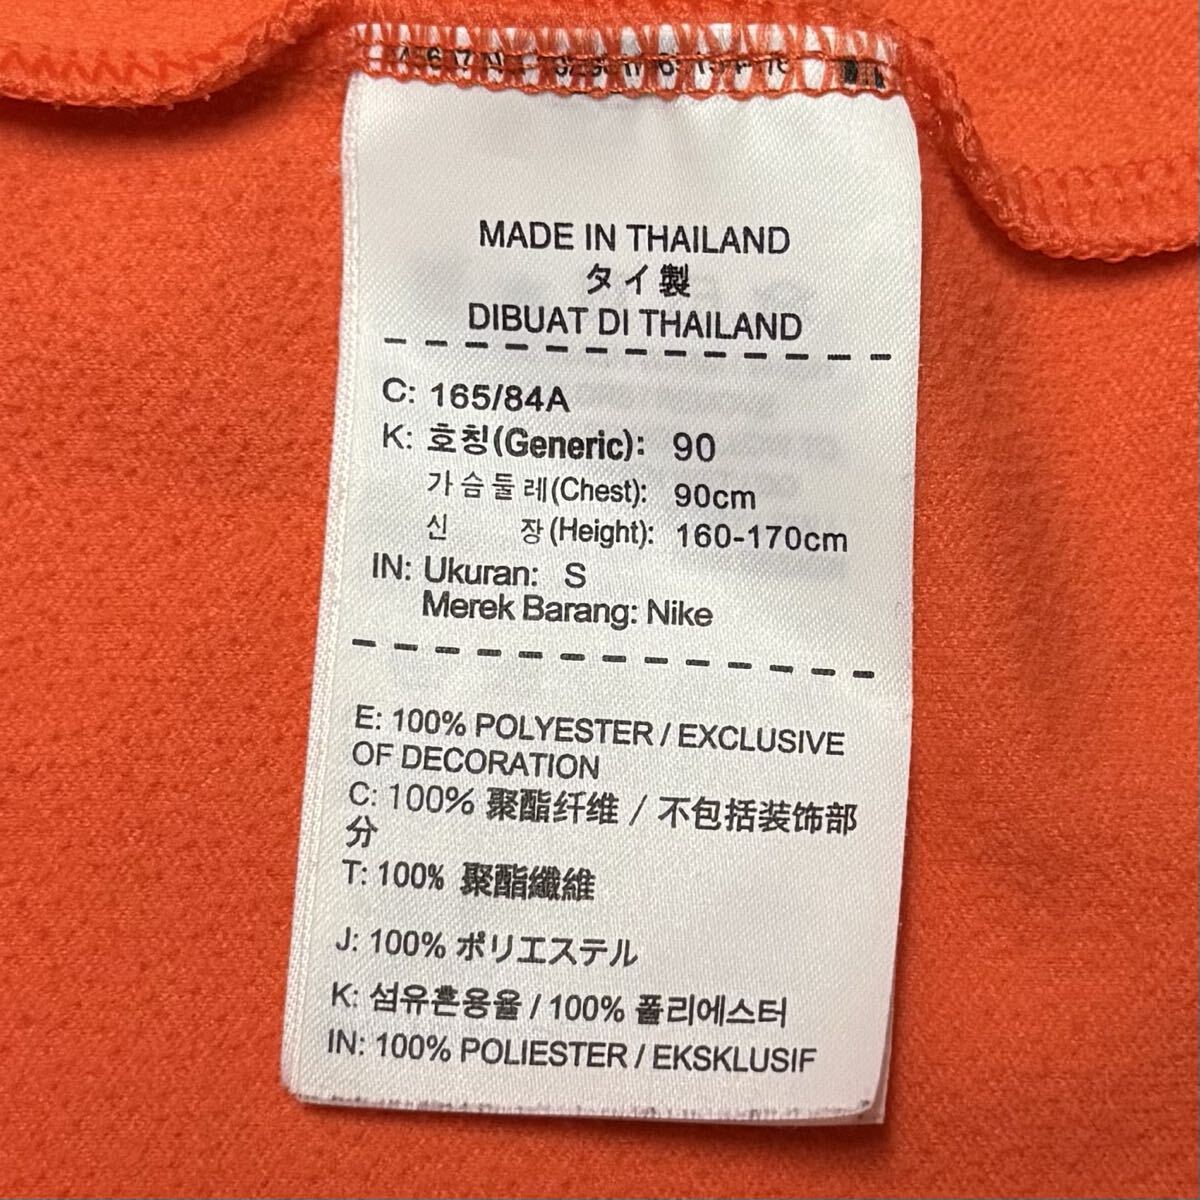 MADE IN THAILAND
タイ製
DIBUAT DI THAILAND
C: 165/84A
K: 호칭(Generic): 90
가슴둘레(Chest): 90cm
신 장(Height): 160-170cm
IN: Ukuran: S
Merek Barang: Nike
E: 100% POLYESTER / EXCLUSIVE
OF DECORATION
C: 100% 聚酯纤维 / 不包括装饰部
分
T: 100% 聚酯纖維
J: 100% ポリエステル
K: 섬유혼용율 / 100% 폴리에스터
IN: 100% POLIESTER / EKSKLUSIF